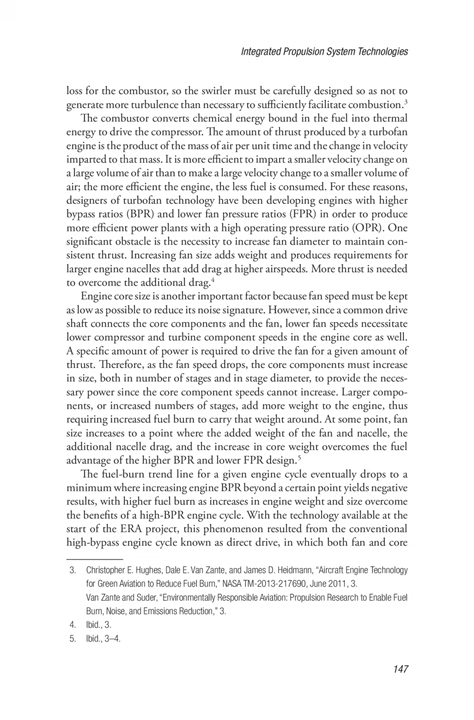 Integrated Propulsion System Technologies
loss for the combustor, so the swirler must be carefully designed so as not to
generate more turbulence than necessary to sufficiently facilitate combustion.3
The combustor converts chemical energy bound in the fuel into thermal
energy to drive the compressor. The amount of thrust produced by a turbofan
engine is the product of the mass of air per unit time and the change in velocity
imparted to that mass. It is more efficient to impart a smaller velocity change on
a large volume of air than to make a large velocity change to a smaller volume of
air; the more efficient the engine, the less fuel is consumed. For these reasons,
designers of turbofan technology have been developing engines with higher
bypass ratios (BPR) and lower fan pressure ratios (FPR) in order to produce
more efficient power plants with a high operating pressure ratio (OPR). One
significant obstacle is the necessity to increase fan diameter to maintain con-
sistent thrust. Increasing fan size adds weight and produces requirements for
larger engine nacelles that add drag at higher airspeeds. More thrust is needed
to overcome the additional drag.4
Engine core size is another important factor because fan speed must be kept
as low as possible to reduce its noise signature. However, since a common drive
shaft connects the core components and the fan, lower fan speeds necessitate
lower compressor and turbine component speeds in the engine core as well.
A specific amount of power is required to drive the fan for a given amount of
thrust. Therefore, as the fan speed drops, the core components must increase
in size, both in number of stages and in stage diameter, to provide the neces-
sary power since the core component speeds cannot increase. Larger compo-
nents, or increased numbers of stages, add more weight to the engine, thus
requiring increased fuel burn to carry that weight around. At some point, fan
size increases to a point where the added weight of the fan and nacelle, the
additional nacelle drag, and the increase in core weight overcomes the fuel
advantage of the higher BPR and lower FPR design.5
The fuel-burn trend line for a given engine cycle eventually drops to a
minimum where increasing engine BPR beyond a certain point yields negative
results, with higher fuel burn as increases in engine weight and size overcome
the benefits of a high-BPR engine cycle. With the technology available at the
start of the ERA project, this phenomenon resulted from the conventional
high-bypass engine cycle known as direct drive, in which both fan and core
3. Christopher E. Hughes, Dale E. Van Zante, and James D. Heidmann, “Aircraft Engine Technology
for Green Aviation to Reduce Fuel Burn,” NASA TM-2013-217690, June 2011, 3.
Van Zante and Suder, “Environmentally Responsible Aviation: Propulsion Research to Enable Fuel
Burn, Noise, and Emissions Reduction,” 3.
4. Ibid., 3.
5. Ibid., 3–4.
147